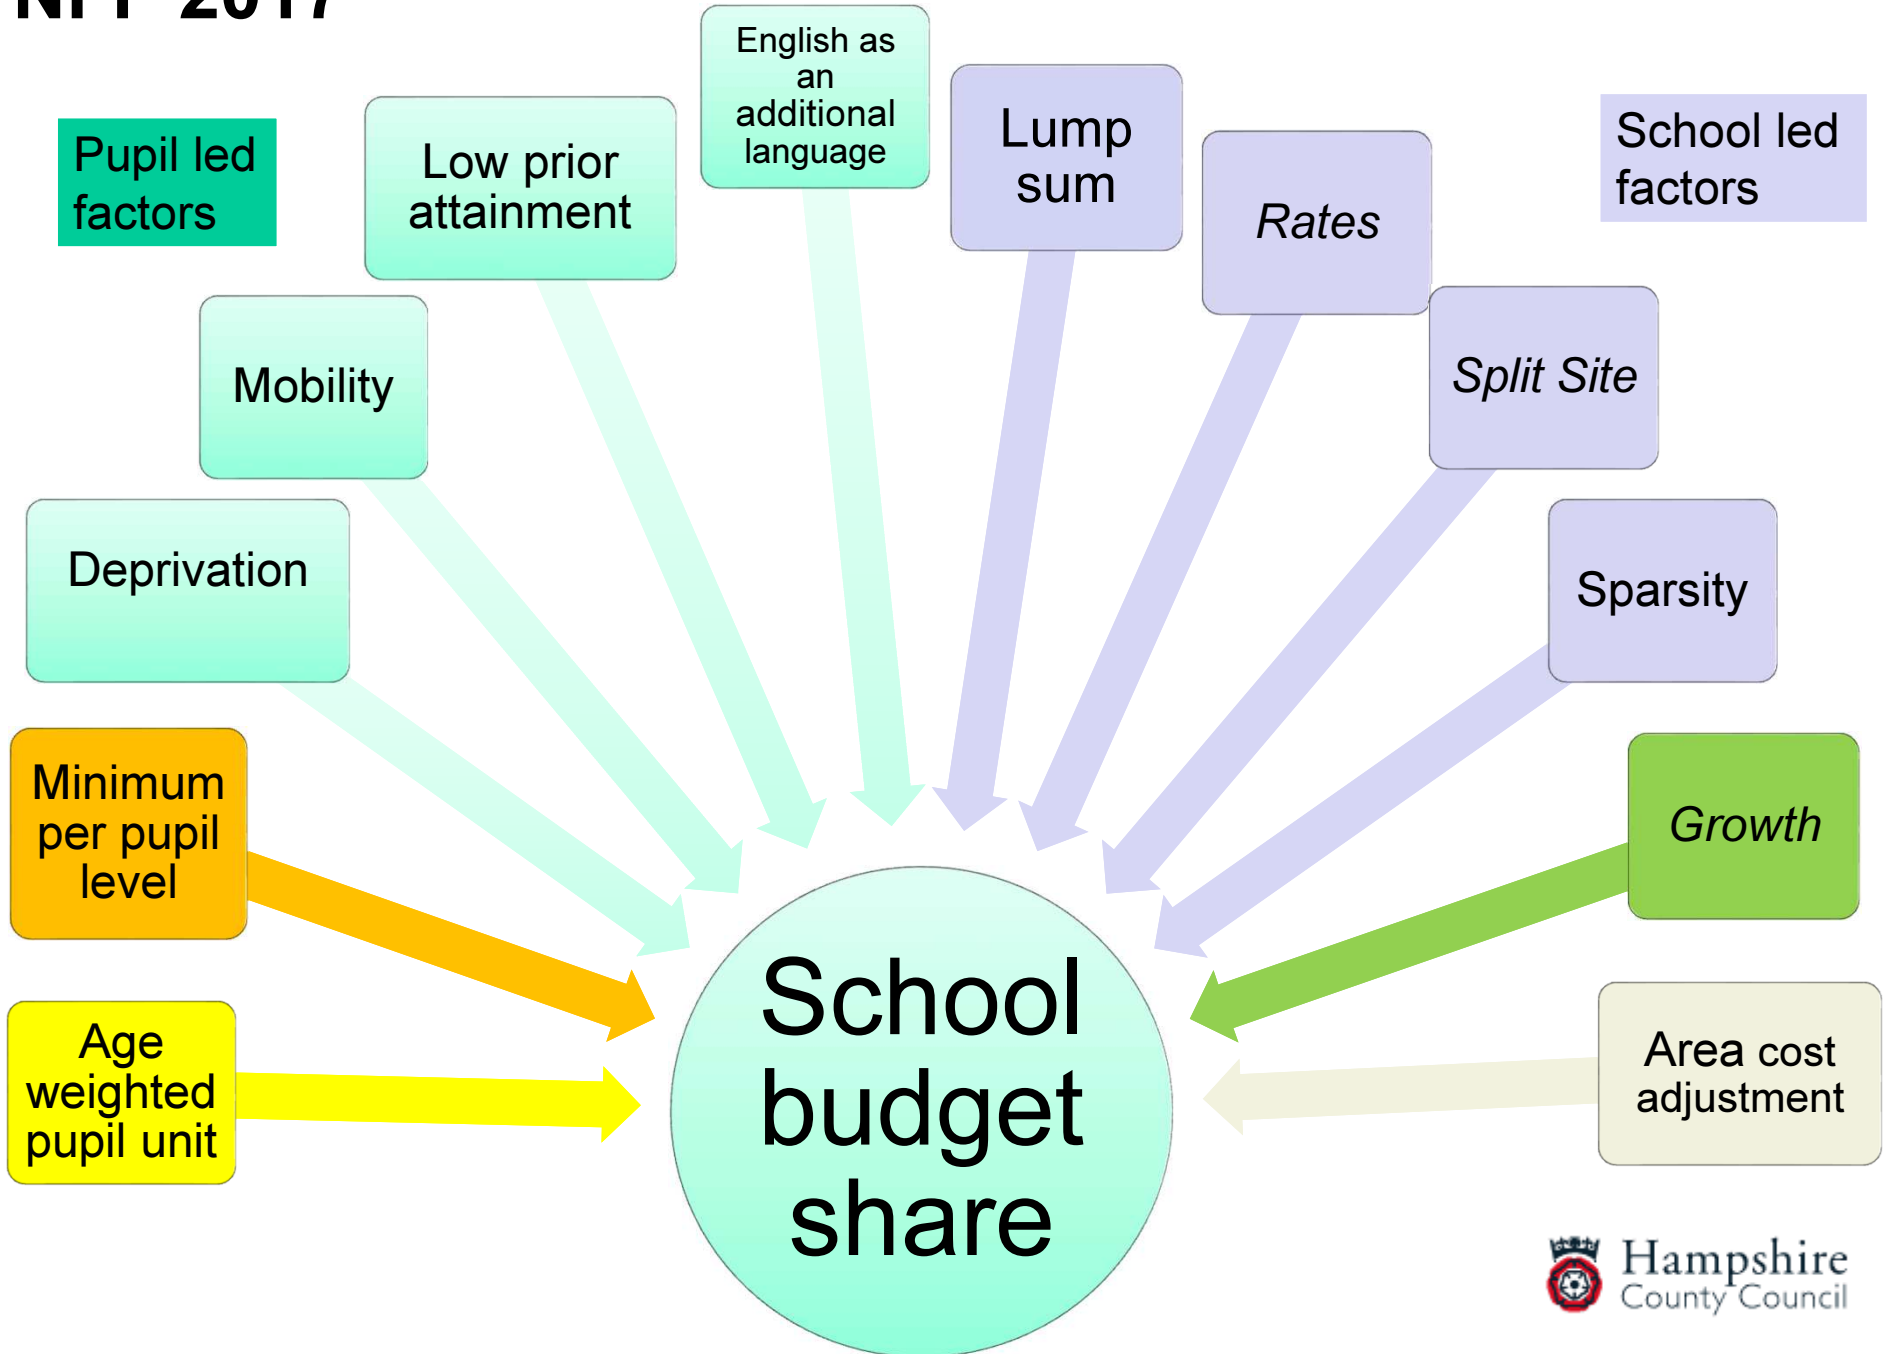 2017
English as
an
additional
language
Pupil led
factors
Low prior
attainment
Lump
sum
Rates
School led
factors
Mobility
Split Site
Deprivation
Sparsity
Minimum
per pupil
level
Growth
Age
weighted
pupil unit
Area cost
adjustment
School
budget
share
Hampshire
County Council